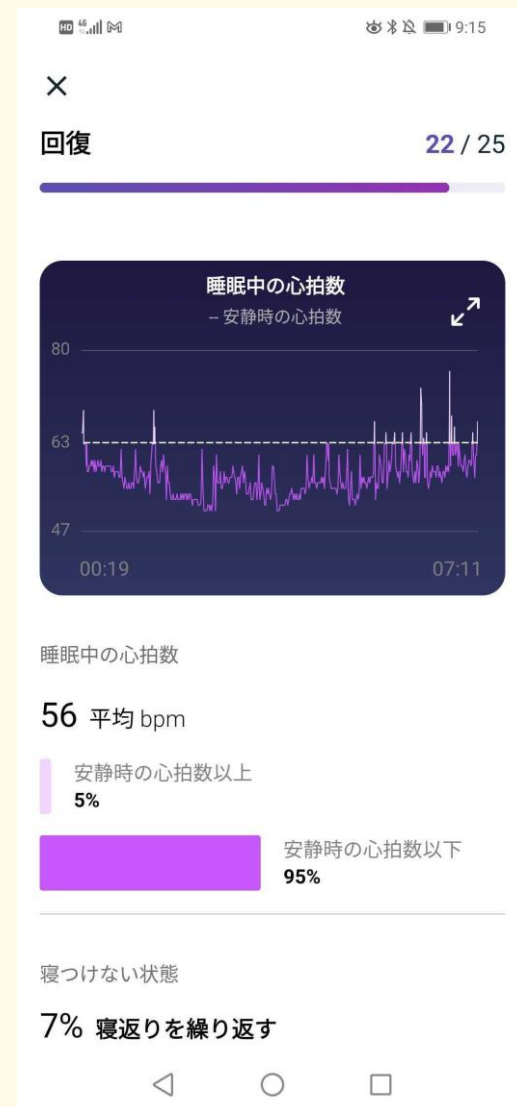 HD 4G 9:15
回復 22 / 25
睡眠中の心拍数
-- 安静時の心拍数
80
63
47
00:19 07:11
睡眠中の心拍数
56 平均 bpm
安静時の心拍数以上
5%
安静時の心拍数以下
95%
寝つけない状態
7% 寝返りを繰り返す